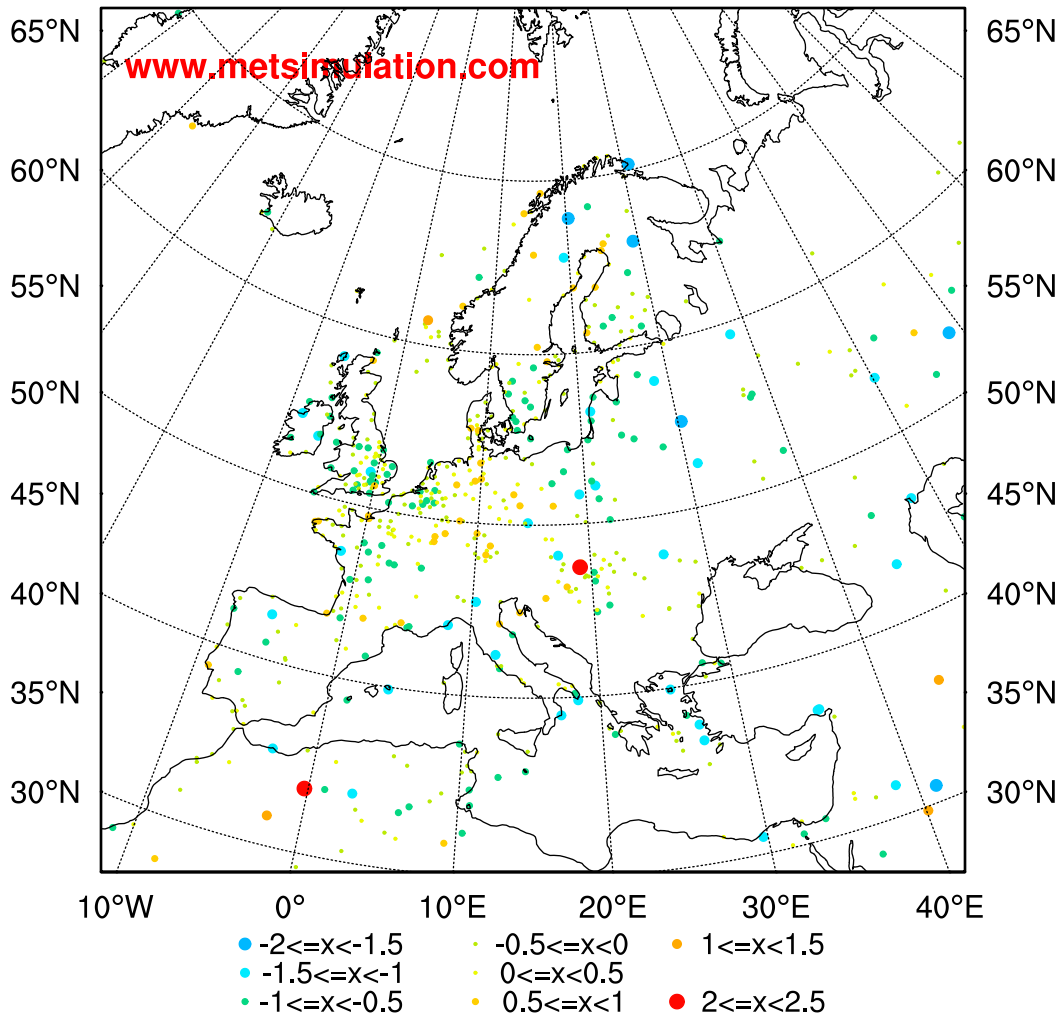 65°N 65°N
www.metsimulation.com
60°N 60°N
55°N 55°N
50°N 50°N
45°N 45°N
40°N 40°N
35°N 35°N
30°N 30°N
10°W 0° 10°E 20°E 30°E 40°E
-2<=x<-1.5 -0.5<=x<0 1<=x<1.5
-1.5<=x<-1 0<=x<0.5
-1<=x<-0.5 0.5<=x<1 2<=x<2.5